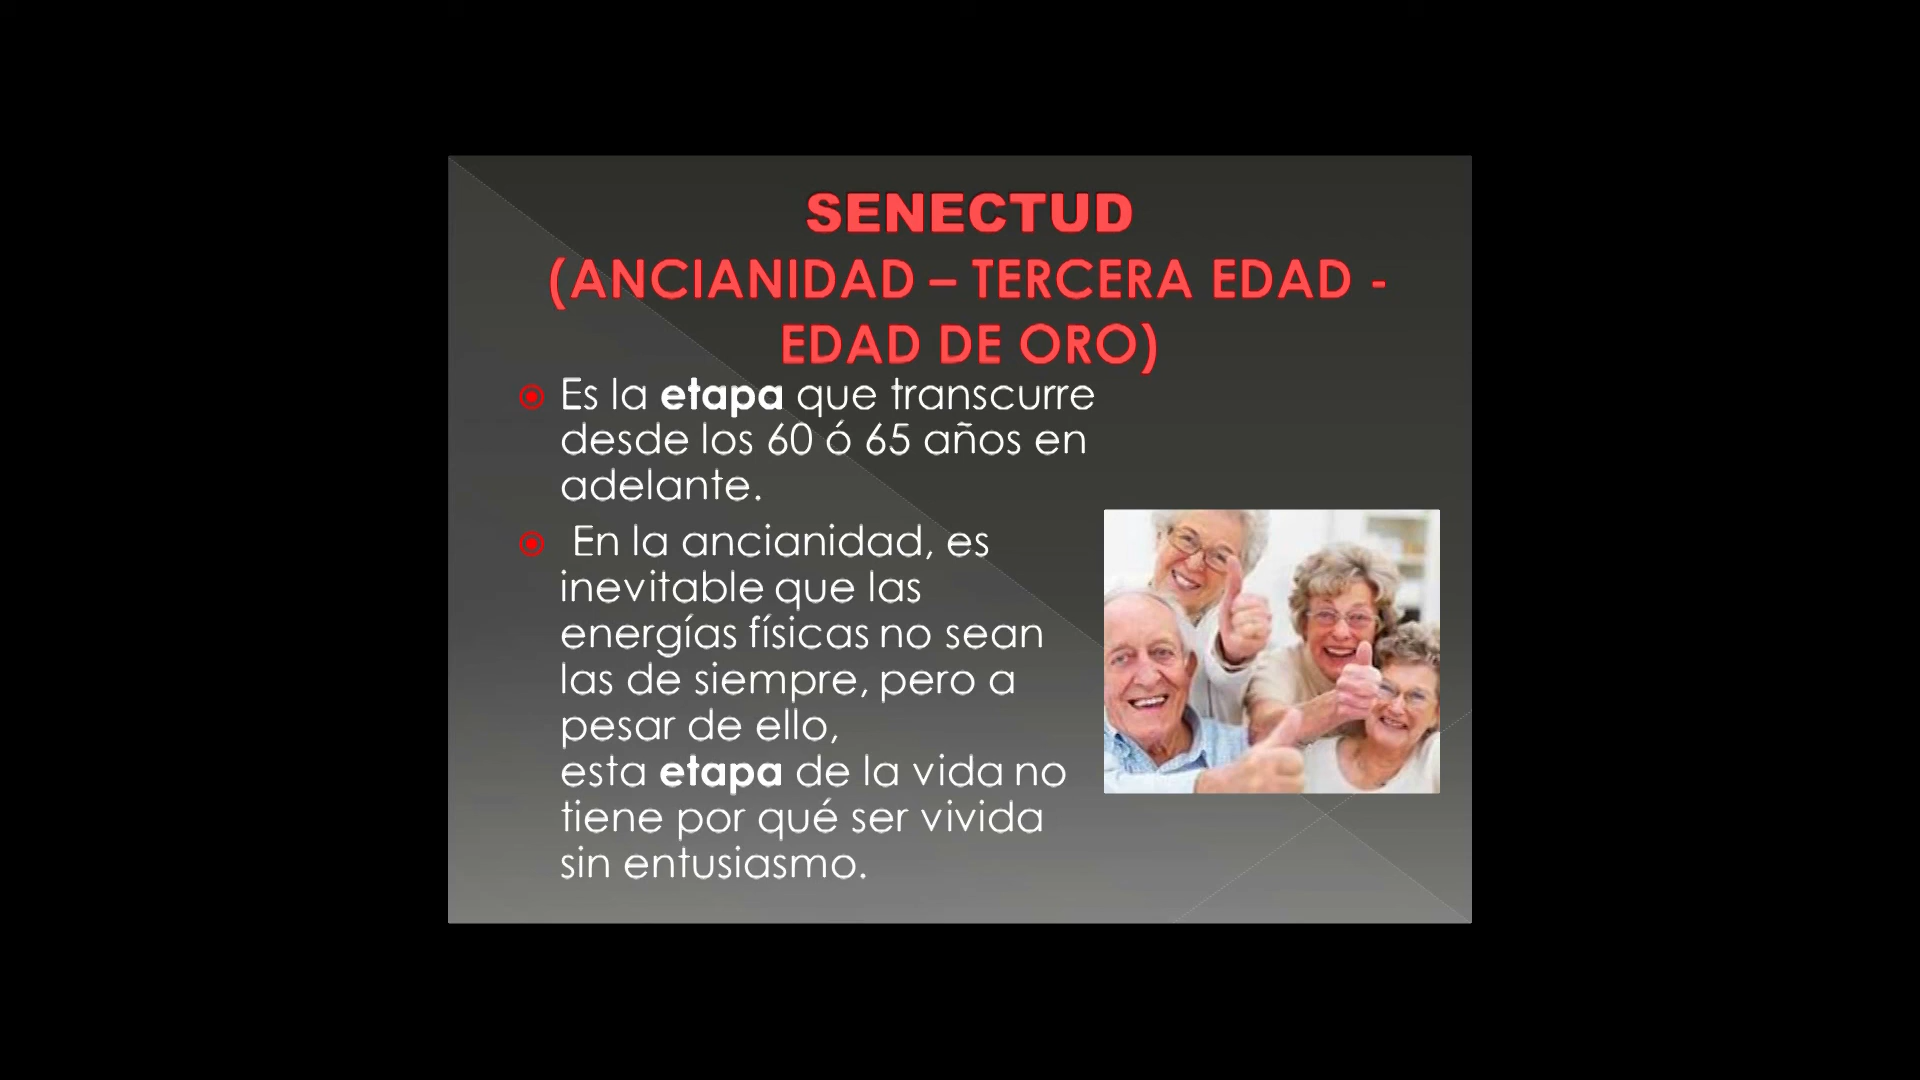 SENECTUD
(ANCIANIDAD – TERCERA EDAD -
EDAD DE ORO)
Es la etapa que transcurre
desde los 60 ó 65 años en
adelante.
En la ancianidad, es
inevitable que las
energías físicas no sean
las de siempre, pero a
pesar de ello,
esta etapa de la vida no
tiene por qué ser vivida
sin entusiasmo.